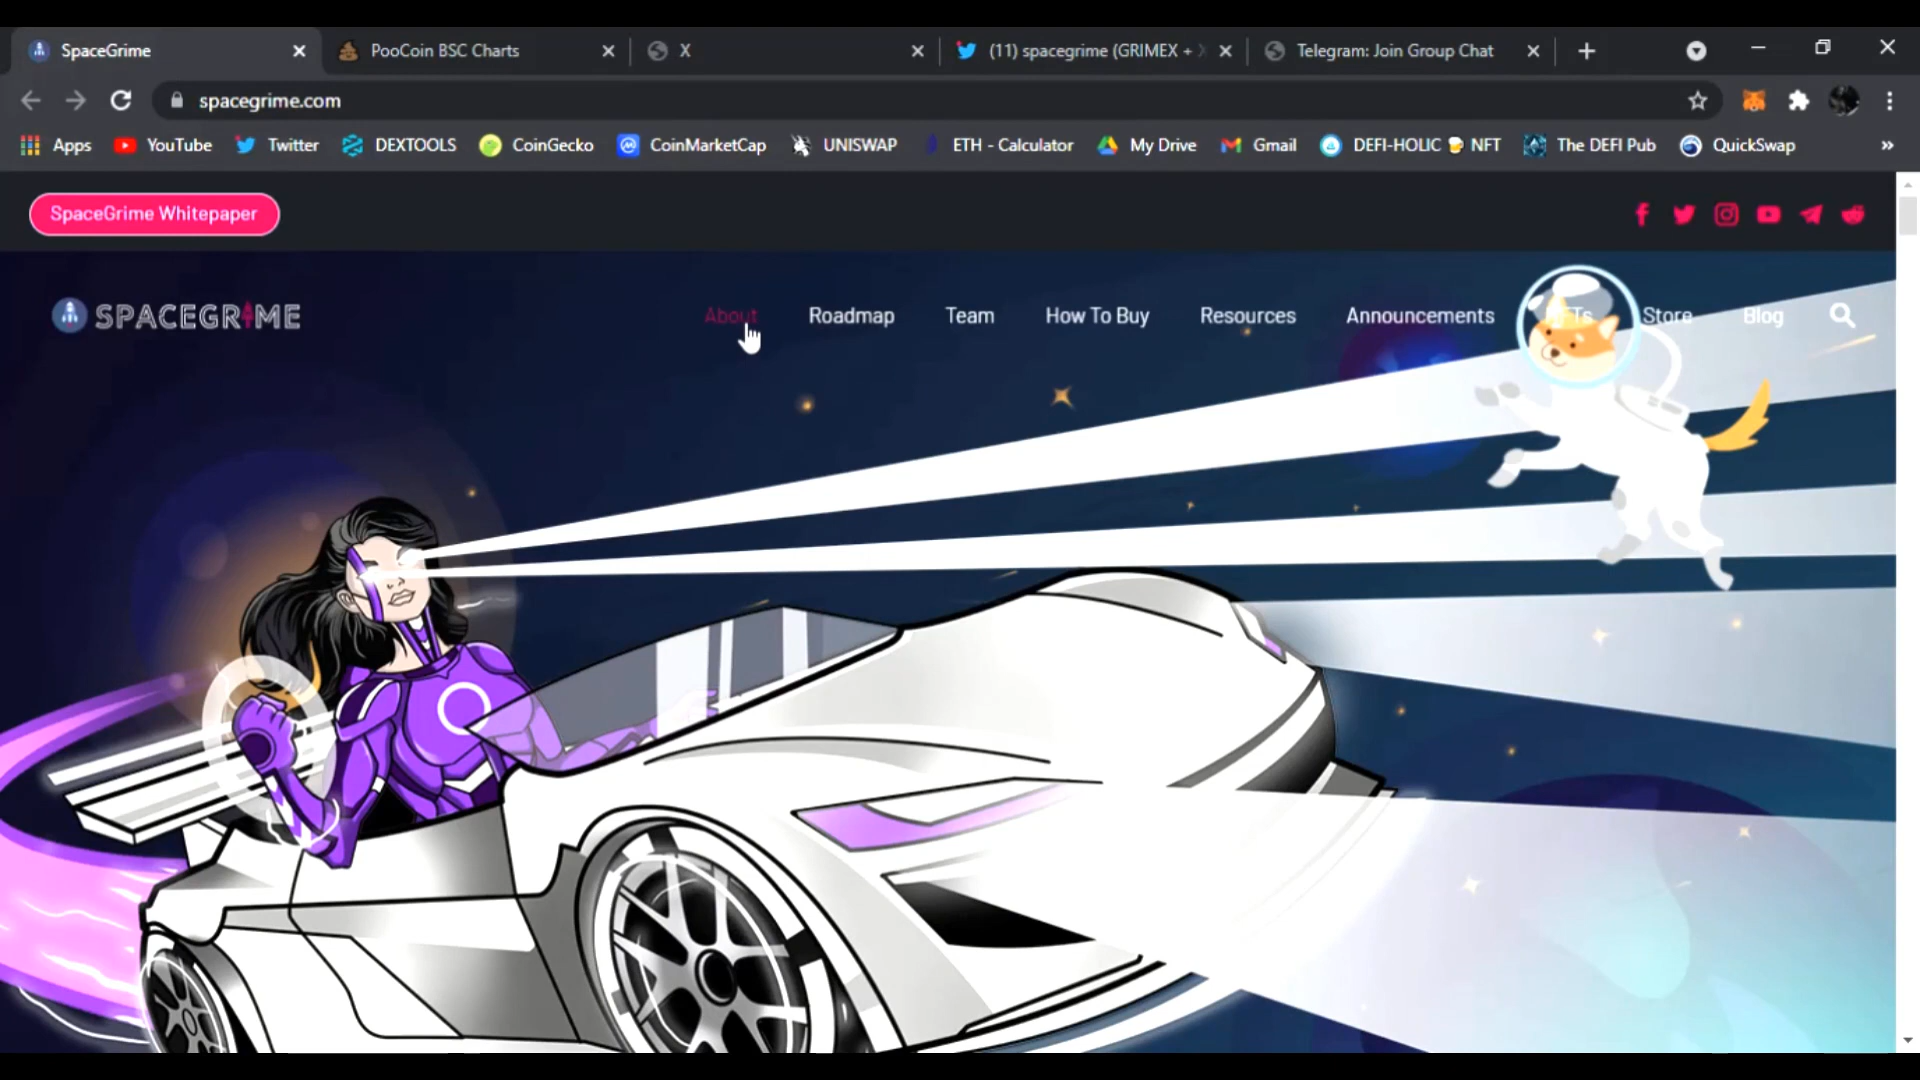 SpaceGrime
PooCoin BSC Charts
X
(11) spacegrime (GRIMEX +
Telegram: Join Group Chat
spacegrime.com
Apps
YouTube
Twitter
DEXTOOLS
CoinGecko
CoinMarketCap
UNISWAP
ETH - Calculator
My Drive
Gmail
DEFI-HOLIC 🍺 NFT
The DEFI Pub
QuickSwap
»
SpaceGrime Whitepaper
SPACEGRIME
About
Roadmap
Team
How To Buy
Resources
Announcements
Store
Blog